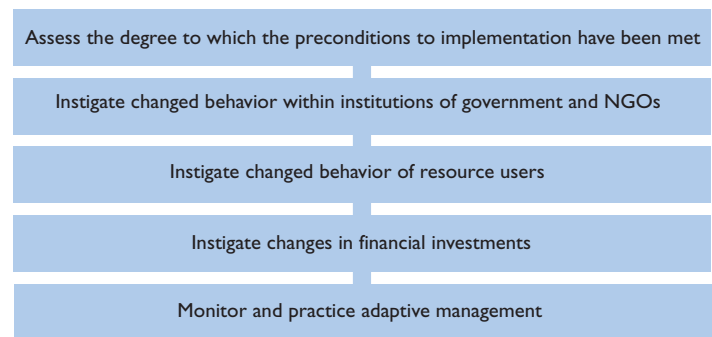 Assess the degree to which the preconditions to implementation have been met
Instigate changed behavior within institutions of government and NGOs
Instigate changed behavior of resource users
Instigate changes in financial investments
Monitor and practice adaptive management